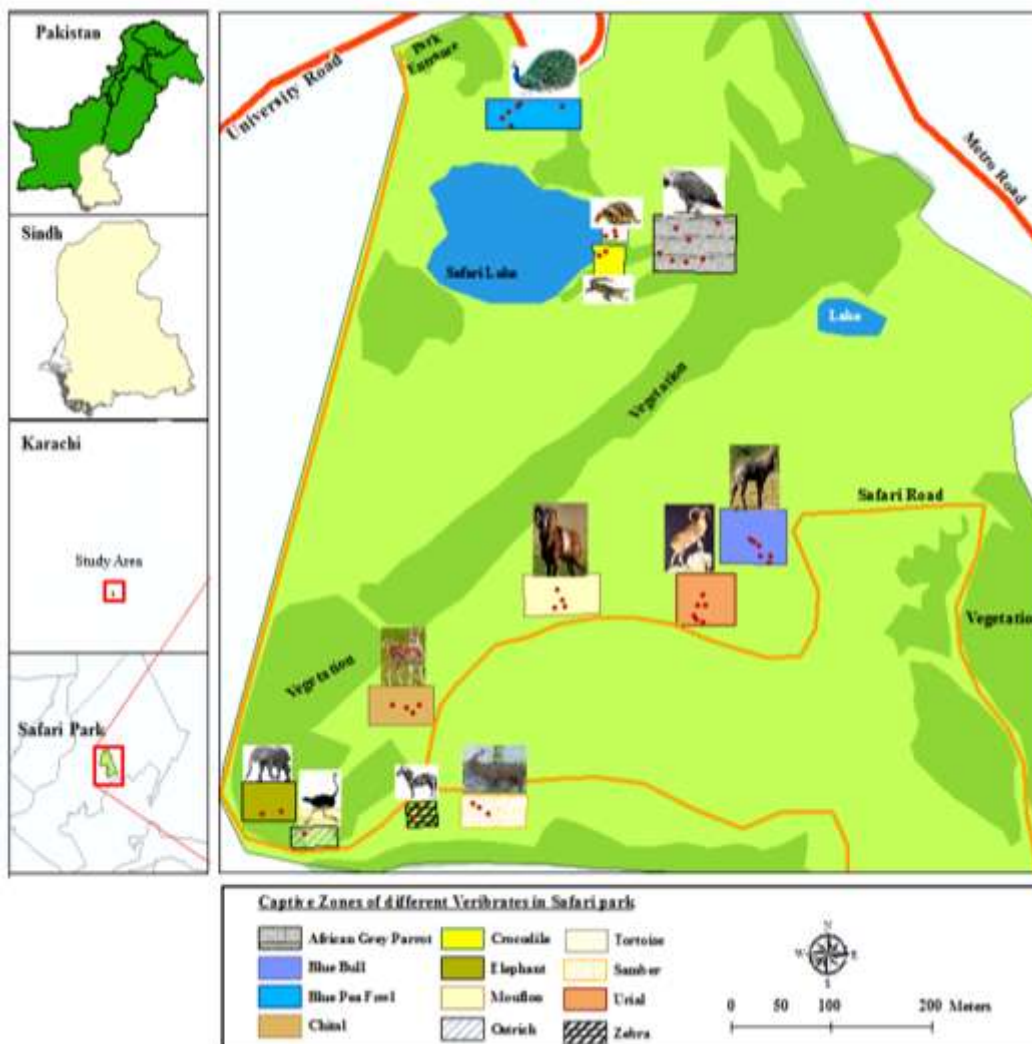 Pakistan
Sindh
Karachi
Study Area
Safari Park
University Road
Park
Entrance
Metro Road
Safari Lake
Lake
Vegetation
Safari Road
Vegetation
Vegetation
Captive Zones of different Veribrates in Safari park
African Grey Parrot
Crocodile
Tortoise
Blue Bull
Elephant
Samber
Blue Pea Fowl
Mouflon
Urial
Chital
Ostrich
Zebra
N
W E
S
0 50 100 200 Meters